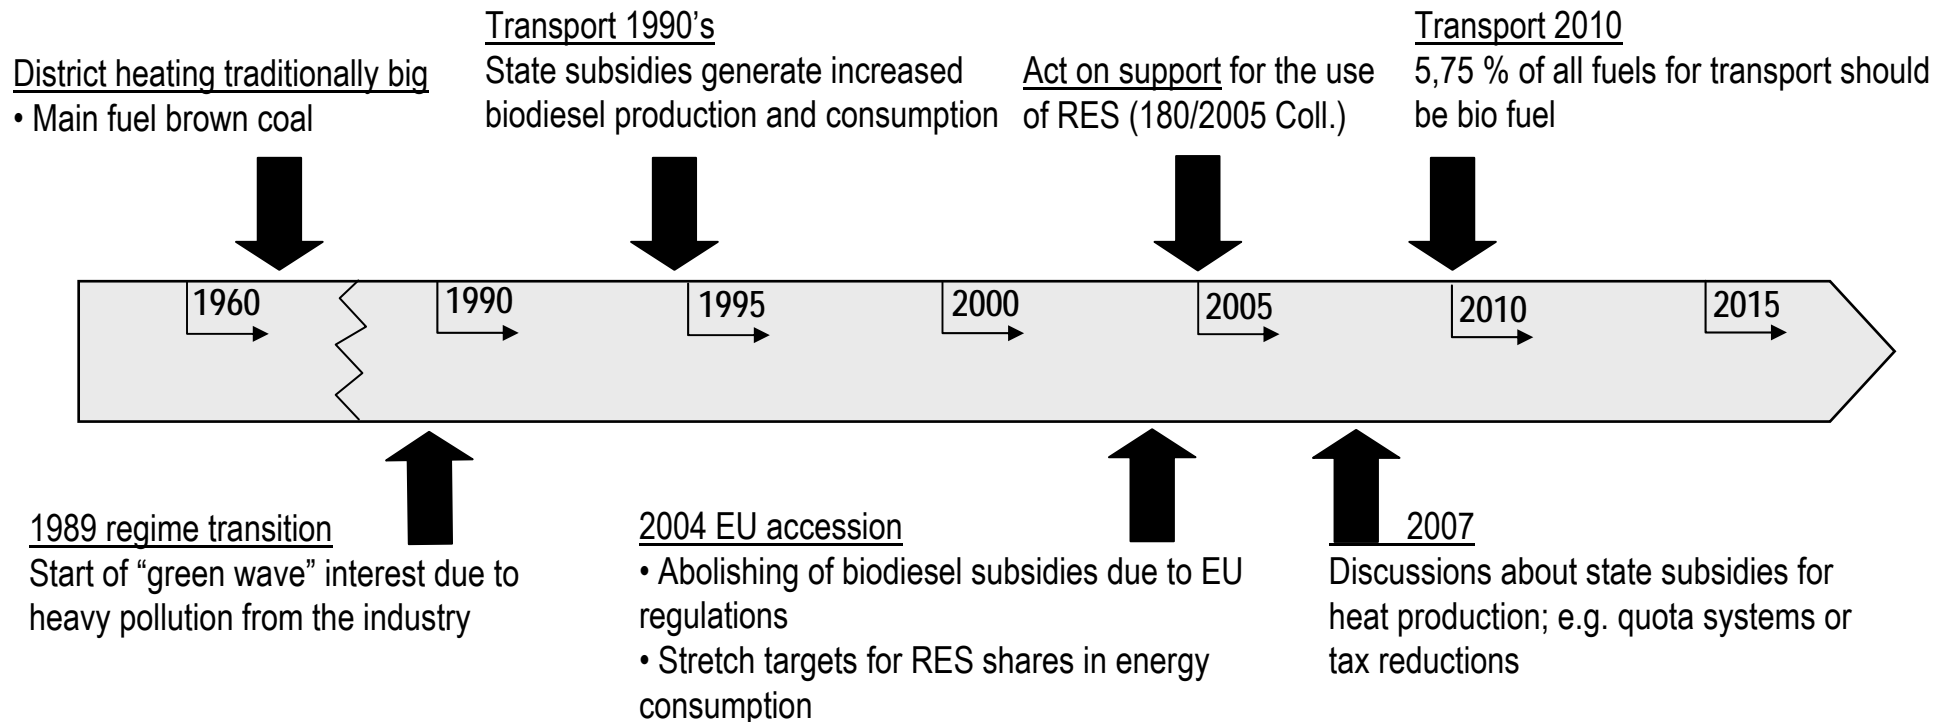 District heating traditionally big
• Main fuel brown coal
Transport 1990’s
State subsidies generate increased
biodiesel production and consumption
Act on support for the use
of RES (180/2005 Coll.)
Transport 2010
5,75 % of all fuels for transport should
be bio fuel
1960
1990
1995
2000
2005
2010
2015
1989 regime transition
Start of “green wave” interest due to
heavy pollution from the industry
2004 EU accession
• Abolishing of biodiesel subsidies due to EU
regulations
• Stretch targets for RES shares in energy
consumption
2007
Discussions about state subsidies for
heat production; e.g. quota systems or
tax reductions